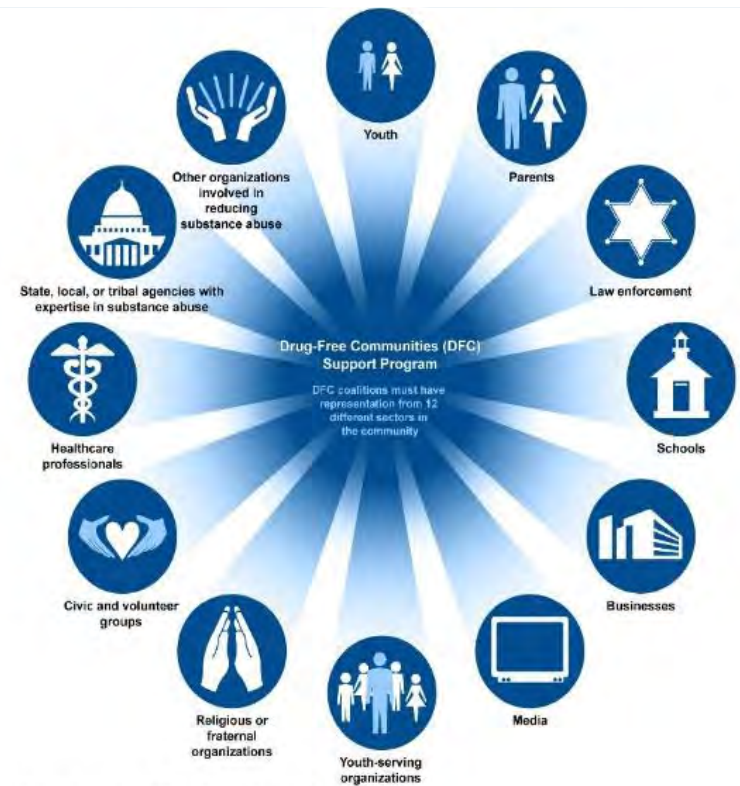 Youth
Parents
Law enforcement
Schools
Businesses
Media
Youth-serving
organizations
Religious or
fraternal
organizations
Civic and volunteer
groups
Healthcare
professionals
State, local, or tribal agencies with
expertise in substance abuse
Other organizations
involved in
reducing
substance abuse
Drug-Free Communities (DFC)
Support Program
DFC coalitions must have
representation from 12
different sectors in
the community